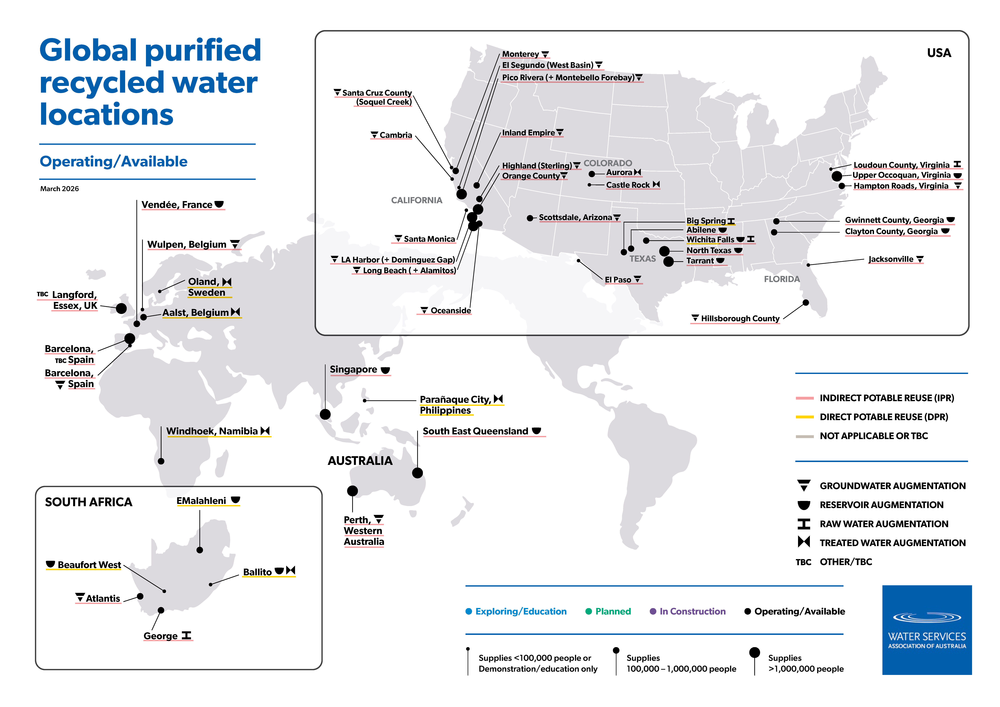 Global purified
recycled water
locations
Operating/Available
March 2026
USA
Monterey
El Segundo (West Basin)
Pico Rivera (+ Montebello Forebay)
Santa Cruz County
(Soquel Creek)
Cambria
Inland Empire
Highland (Sterling)
Orange County
COLORADO
Aurora
Castle Rock
CALIFORNIA
Scottsdale, Arizona
Santa Monica
LA Harbor (+ Dominguez Gap)
Long Beach ( + Alamitos)
Oceanside
Big Spring
Abilene
Wichita Falls
North Texas
Tarrant
TEXAS
El Paso
Loudoun County, Virginia
Upper Occoquan, Virginia
Hampton Roads, Virginia
Gwinnett County, Georgia
Clayton County, Georgia
Jacksonville
FLORIDA
Hillsborough County
Vendée, France
Wulpen, Belgium
Oland,
Sweden
TBC Langford,
Essex, UK
Aalst, Belgium
Barcelona,
TBC Spain
Barcelona,
Spain
Singapore
Parañaque City,
Philippines
Windhoek, Namibia
South East Queensland
AUSTRALIA
Perth,
Western
Australia
SOUTH AFRICA
EMalahleni
Beaufort West
Ballito
Atlantis
George
INDIRECT POTABLE REUSE (IPR)
DIRECT POTABLE REUSE (DPR)
NOT APPLICABLE OR TBC
GROUNDWATER AUGMENTATION
RESERVOIR AUGMENTATION
RAW WATER AUGMENTATION
TREATED WATER AUGMENTATION
TBC OTHER/TBC
Exploring/Education
Planned
In Construction
Operating/Available
Supplies <100,000 people or
Demonstration/education only
Supplies
100,000 – 1,000,000 people
Supplies
>1,000,000 people
WATER SERVICES
ASSOCIATION OF AUSTRALIA